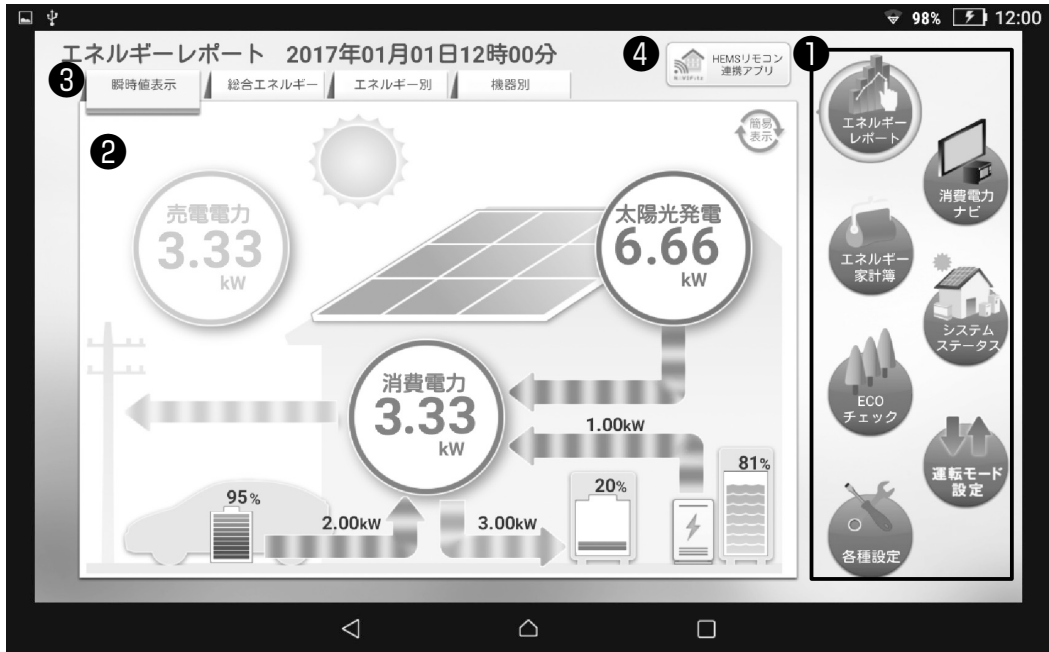 98% 12:00
エネルギーレポート 2017年01月01日12時00分
❹
HEMSリモコン
連携アプリ
❶
❸
瞬時値表示
総合エネルギー
エネルギー別
機器別
❷
簡易
表示
売電電力
3.33
kW
太陽光発電
6.66
kW
消費電力
3.33
kW
1.00kW
95%
2.00kW
3.00kW
20%
81%
エネルギー
レポート
消費電力
ナビ
エネルギー
家計簿
システム
ステータス
ECO
チェック
運転モード
設定
各種設定